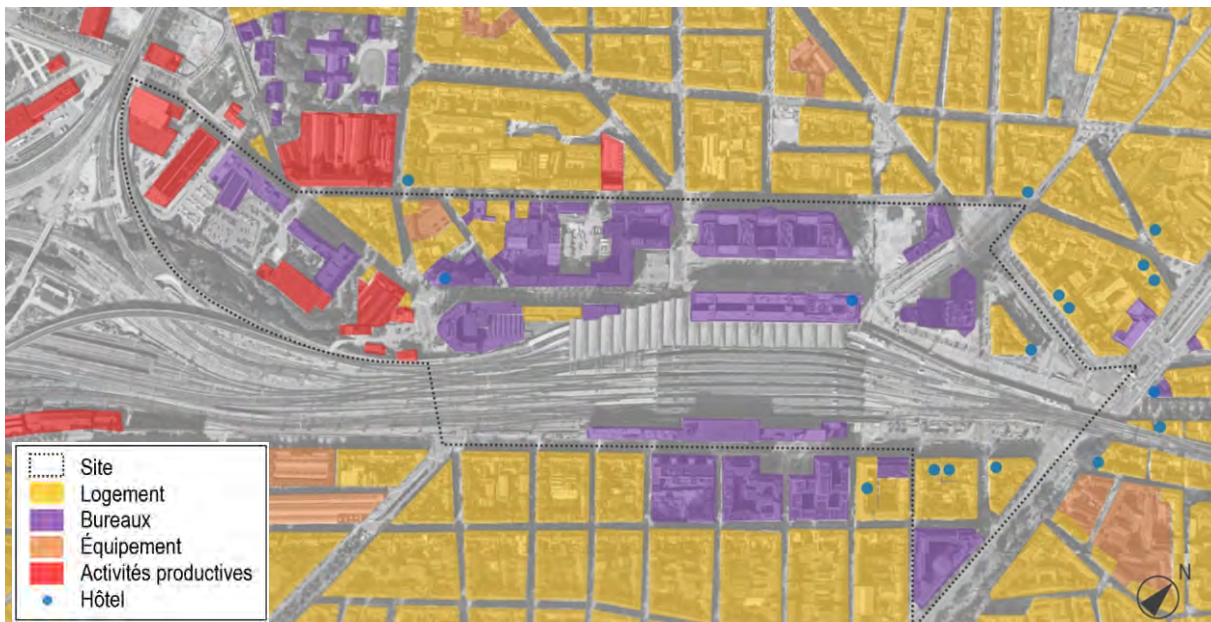 Site
Logement
Bureaux
Équipement
Activités productives
Hôtel
N